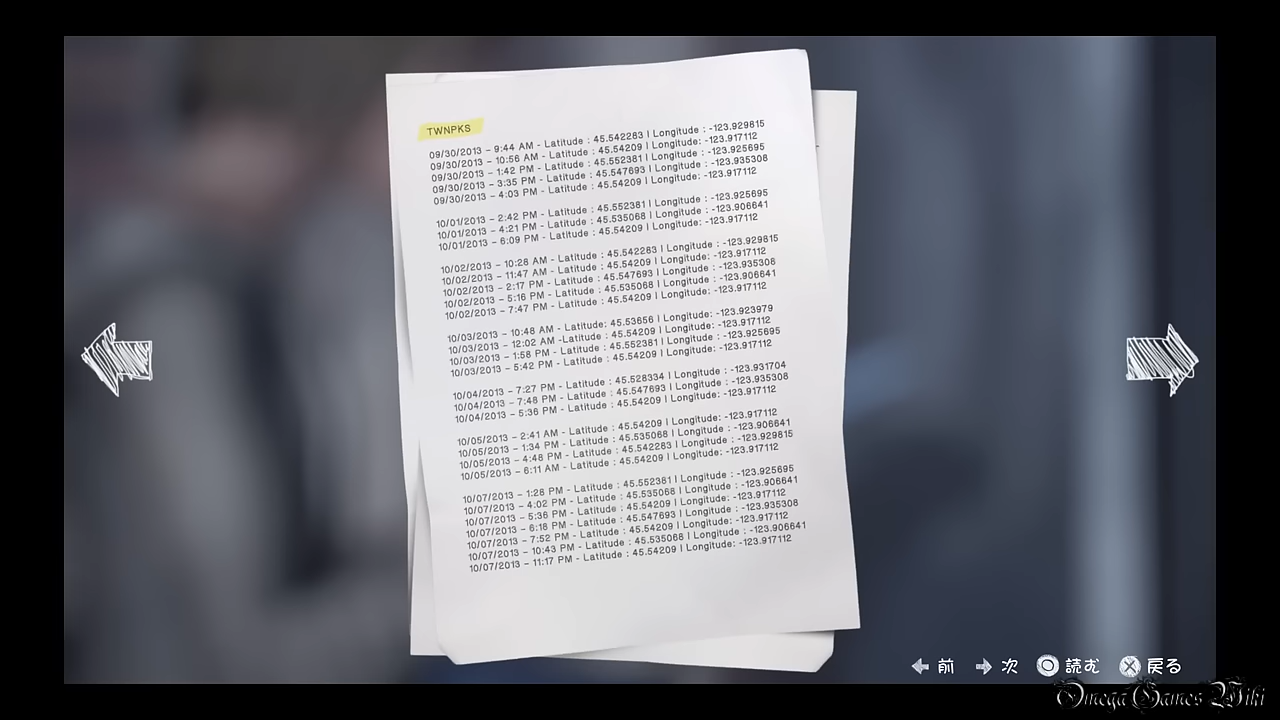 TWNPKS
09/30/2013 - 9:44 AM - Latitude : 45.542283 | Longitude : -123.929815
09/30/2013 - 10:56 AM - Latitude : 45.54209 | Longitude: -123.917112
09/30/2013 - 1:42 PM - Latitude : 45.552381 | Longitude : -123.925695
09/30/2013 - 3:35 PM - Latitude : 45.547693 | Longitude : -123.935308
09/30/2013 - 4:03 PM - Latitude : 45.54209 | Longitude: -123.917112
10/01/2013 - 2:42 PM - Latitude : 45.552381 | Longitude : -123.925695
10/01/2013 - 4:21 PM - Latitude : 45.535068 | Longitude : -123.906641
10/01/2013 - 6:09 PM - Latitude : 45.54209 | Longitude: -123.917112
10/02/2013 - 10:28 AM - Latitude : 45.542283 | Longitude : -123.929815
10/02/2013 - 11:47 AM - Latitude : 45.54209 | Longitude: -123.917112
10/02/2013 - 2:17 PM - Latitude : 45.547693 | Longitude : -123.935308
10/02/2013 - 5:16 PM - Latitude : 45.535068 | Longitude : -123.906641
10/02/2013 - 7:47 PM - Latitude : 45.54209 | Longitude: -123.917112
10/03/2013 - 10:48 AM - Latitude: 45.53656 | Longitude : -123.923979
10/03/2013 - 12:02 AM -Latitude : 45.54209 | Longitude: -123.917112
10/03/2013 - 1:58 PM - Latitude : 45.552381 | Longitude : -123.925695
10/03/2013 - 5:42 PM - Latitude : 45.54209 | Longitude: -123.917112
10/04/2013 - 7:27 PM - Latitude : 45.528334 | Longitude : -123.931704
10/04/2013 - 7:48 PM - Latitude : 45.547693 | Longitude : -123.935308
10/04/2013 - 5:36 PM - Latitude : 45.54209 | Longitude: -123.917112
10/05/2013 - 2:41 AM - Latitude : 45.54209 | Longitude: -123.917112
10/05/2013 - 1:34 PM - Latitude : 45.535068 | Longitude : -123.906641
10/05/2013 - 4:48 PM - Latitude : 45.542283 | Longitude : -123.929815
10/05/2013 - 6:11 AM - Latitude : 45.54209 | Longitude: -123.917112
10/07/2013 - 1:28 PM - Latitude : 45.552381 | Longitude : -123.925695
10/07/2013 - 4:02 PM - Latitude : 45.535068 | Longitude : -123.906641
10/07/2013 - 5:36 PM - Latitude : 45.54209 | Longitude: -123.917112
10/07/2013 - 6:18 PM - Latitude : 45.547693 | Longitude : -123.935308
10/07/2013 - 7:52 PM - Latitude : 45.54209 | Longitude: -123.917112
10/07/2013 - 10:43 PM - Latitude : 45.535068 | Longitude : -123.906641
10/07/2013 - 11:17 PM - Latitude : 45.54209 | Longitude: -123.917112
前 次 読む 戻る
Omega Games Wiki